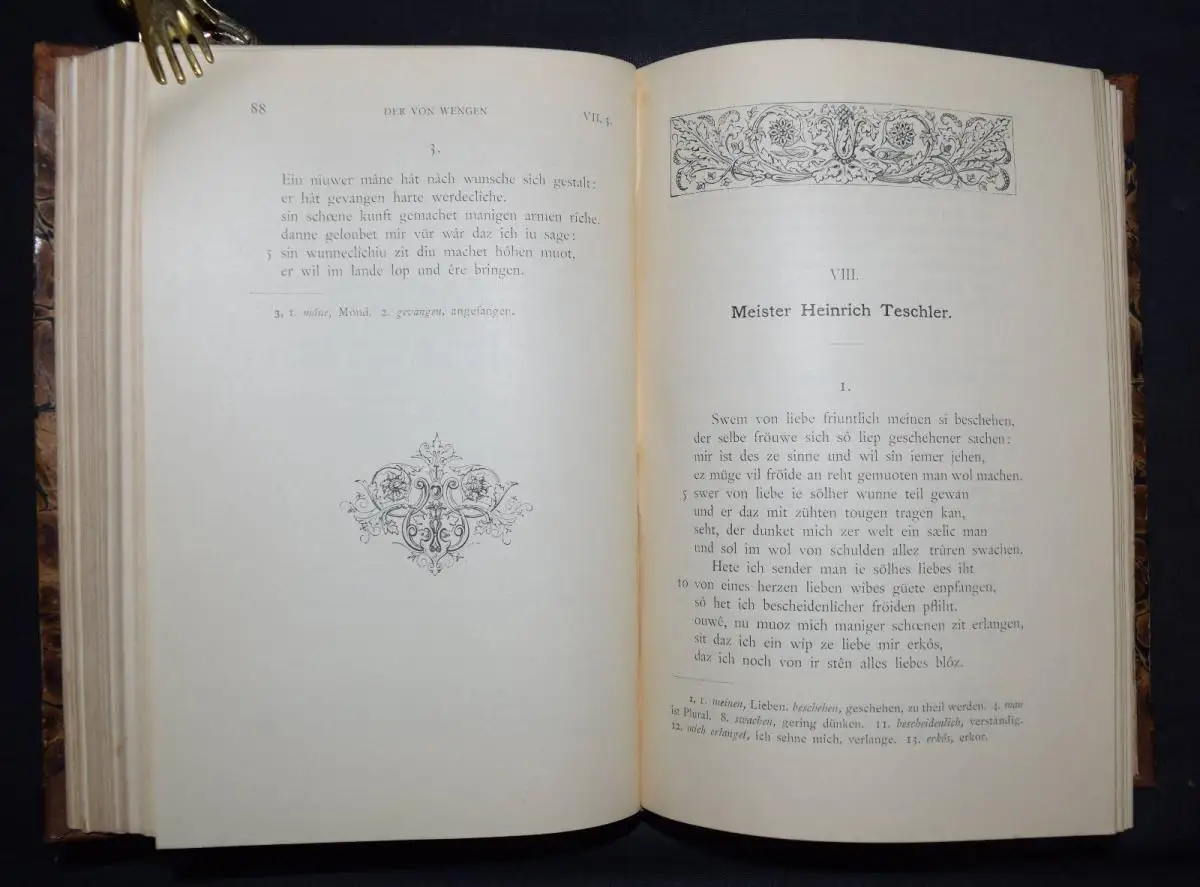 88
DER VON WENGEN
VII, 3.
3.
Ein niuwer mâne hât nâch wunsche sich gestalt:
er hât gevangen harte werdecliche.
sin schœne kunft gemachet manigen armen rîche.
danne geloubet mir vür wâr daz ich iu sage:
5 sin wunneclichiu zit din machet hôhen muot,
er wil im lande lop und êre bringen.
3, 1. mâne, Mond. 2. gevangen, angefangen.
VIII.
Meister Heinrich Teschler.
1.
Swem von liebe friuntlich meinen si beschehen,
der selbe fröuwe sich sô liep geschehener sachen:
mir ist des ze sinne und wil sin iemer jehen,
ez müge vil fröide an reht gemuoten man wol machen.
5 swer von liebe ie sölher wunne teil gewan
und er daz mit zühten tougen tragen kan,
seht, der dunket mich zer welt ein sælic man
und sol im wol von schulden allez trûren swachen.
Hete ich sender man ie sölhes liebes iht
10 von eines herzen lieben wibes güete enpfangen,
sô het ich bescheidenlicher fröiden pfliht.
ouwê, nu muoz mich maniger schœnen zit erlangen,
sit daz ich ein wip ze liebe mir erkôs,
daz ich noch von ir stên alles liebes blôz.
1, 1. meinen, Lieben. beschehen, geschehen, zu theil werden. 4. man
ist Plural. 8. swachen, gering dünken. 11. bescheidenlich, verständig.
12. mich erlanget, ich sehne mich, verlange. 13. erkôs, erkor.